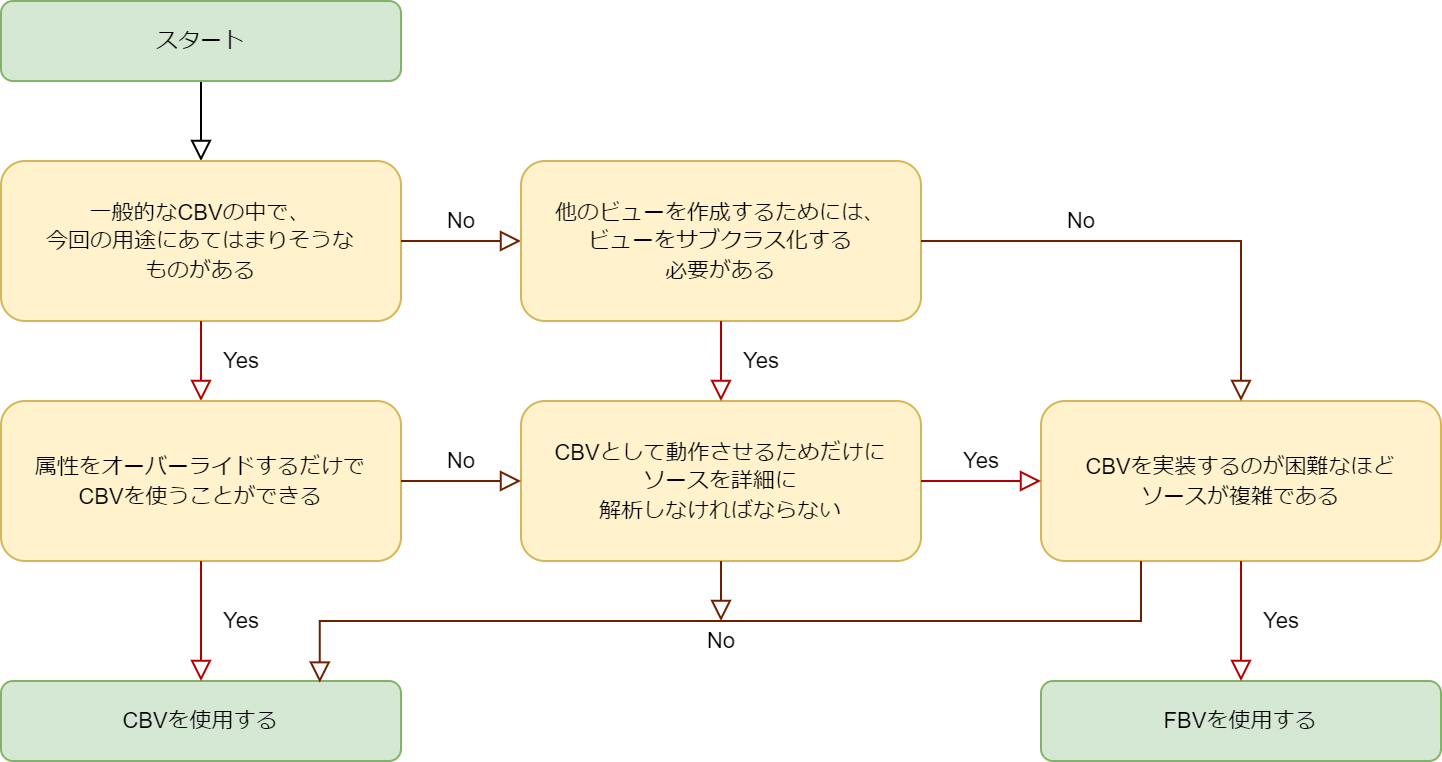 スタート
一般的なCBVの中で、
今回の用途にあてはまりそうな
ものがある
No
他のビューを作成するためには、
ビューをサブクラス化する
必要がある
No
Yes
Yes
属性をオーバーライドするだけで
CBVを使うことができる
No
CBVとして動作させるためだけに
ソースを詳細に
解析しなければならない
Yes
CBVを実装するのが困難なほど
ソースが複雑である
Yes
No
Yes
CBVを使用する
FBVを使用する